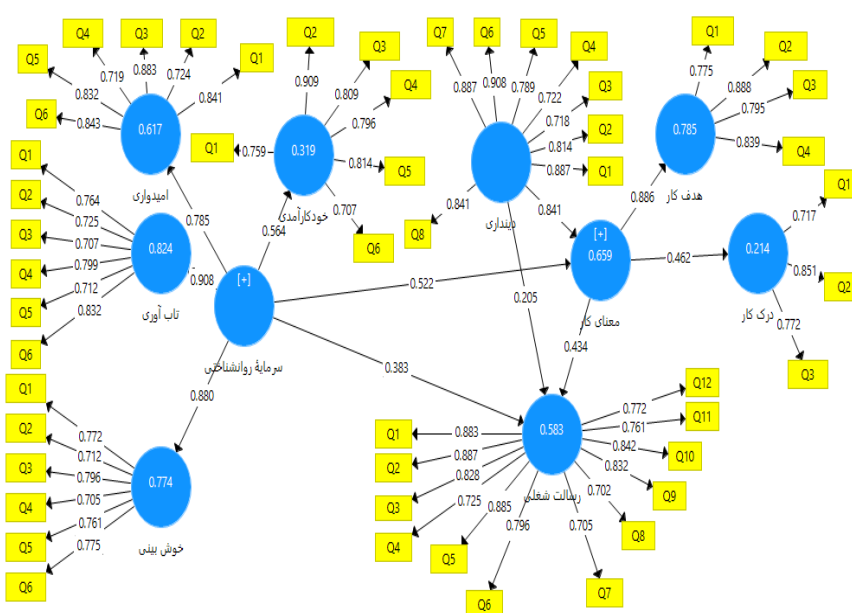 Q4
Q3
Q2
Q5
Q1
Q6
0.719
0.883
0.724
0.832
0.841
0.843
0.617
امیدواری
Q2
Q3
Q4
Q1
Q5
Q6
0.909
0.809
0.796
0.759
0.814
0.707
0.319
خودکارآمدی
Q7
Q6
Q5
Q4
Q3
Q2
Q1
Q8
0.887
0.908
0.789
0.722
0.718
0.814
0.887
0.841
دینداری
Q1
Q2
Q3
Q4
0.775
0.888
0.795
0.839
0.785
هدف کار
Q1
Q2
Q3
Q4
Q5
Q6
0.764
0.725
0.707
0.799
0.712
0.832
0.824
تاب آوری
0.785
0.564
0.908
0.880
[+]
سرمایۀ روانشناختی
0.522
0.383
0.841
0.205
0.886
0.462
0.434
[+]
0.659
معنای کار
Q1
Q2
Q3
0.717
0.851
0.772
0.214
درک کار
Q1
Q2
Q3
Q4
Q5
Q6
0.772
0.712
0.796
0.705
0.761
0.775
0.774
خوش بینی
Q12
Q11
Q10
Q9
Q8
Q7
Q6
Q5
Q4
Q3
Q2
Q1
0.772
0.761
0.842
0.832
0.702
0.705
0.796
0.885
0.725
0.828
0.887
0.883
0.583
رسالت شغلی